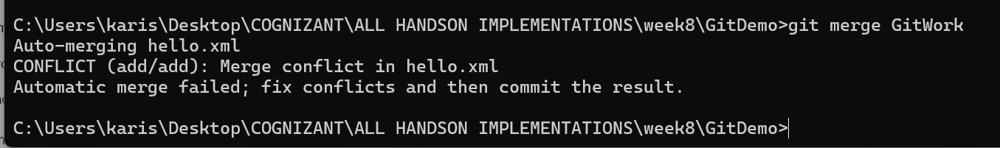 C:\Users\karis\Desktop\COGNIZANT\ALL HANDSON IMPLEMENTATIONS\week8\GitDemo>git merge GitWork
Auto-merging hello.xml
CONFLICT (add/add): Merge conflict in hello.xml
Automatic merge failed; fix conflicts and then commit the result.
C:\Users\karis\Desktop\COGNIZANT\ALL HANDSON IMPLEMENTATIONS\week8\GitDemo>